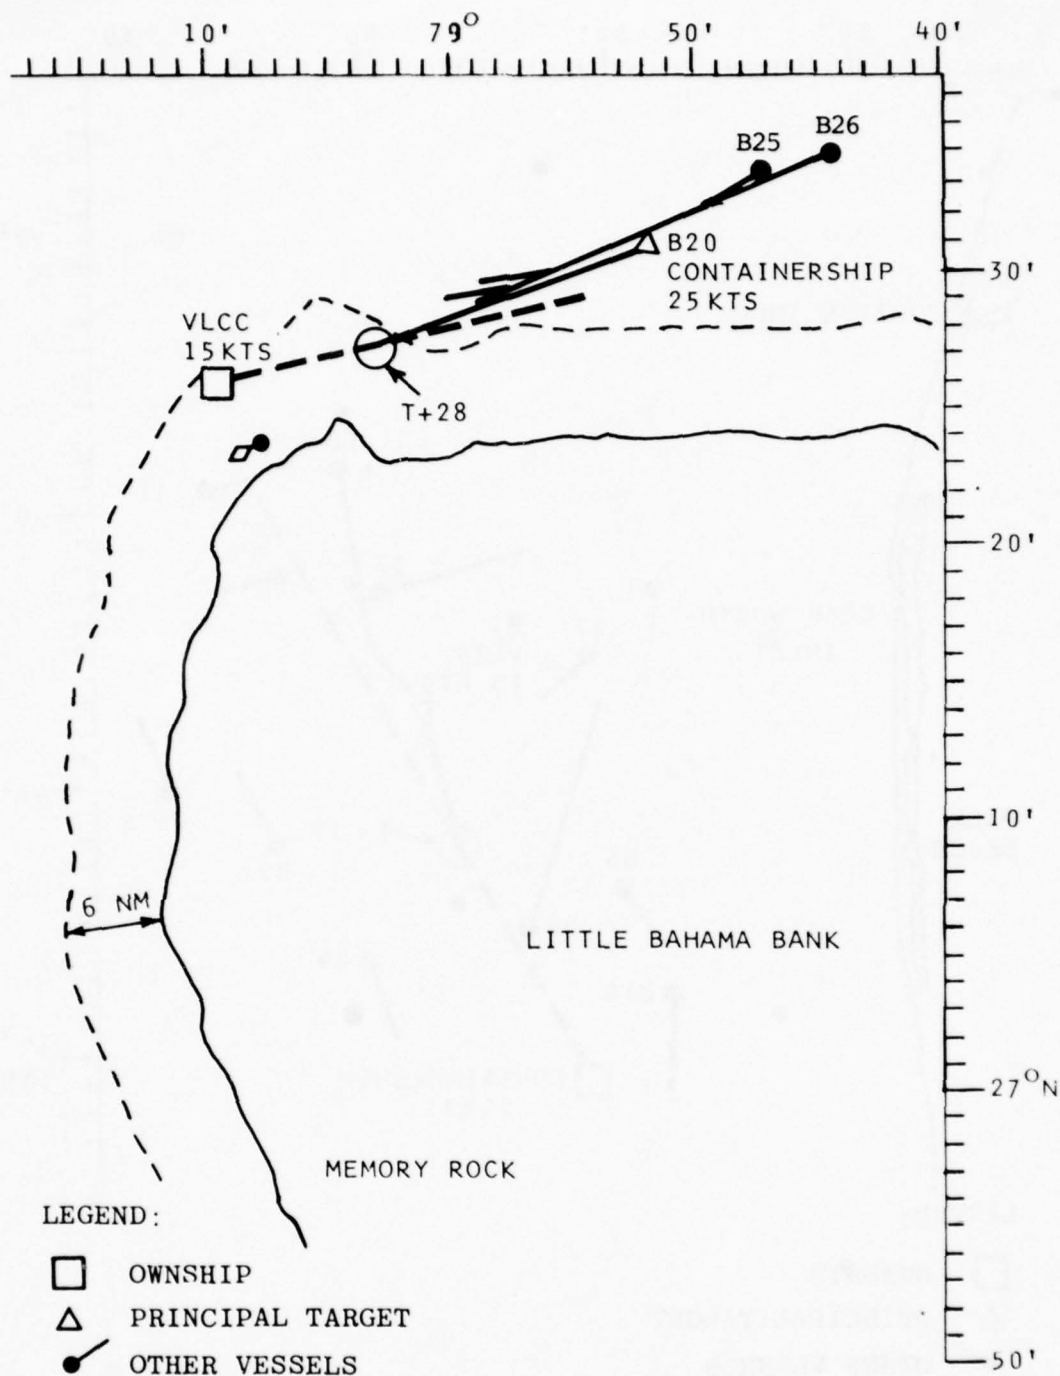 10' 79° 50' 40'
B26
B25
B20
CONTAINERSHIP
25 KTS
30'
VLCC
15 KTS
T+28
20'
10'
6 NM
LITTLE BAHAMA BANK
27°N
MEMORY ROCK
LEGEND:
OWNSHIP
PRINCIPAL TARGET
OTHER VESSELS
50'